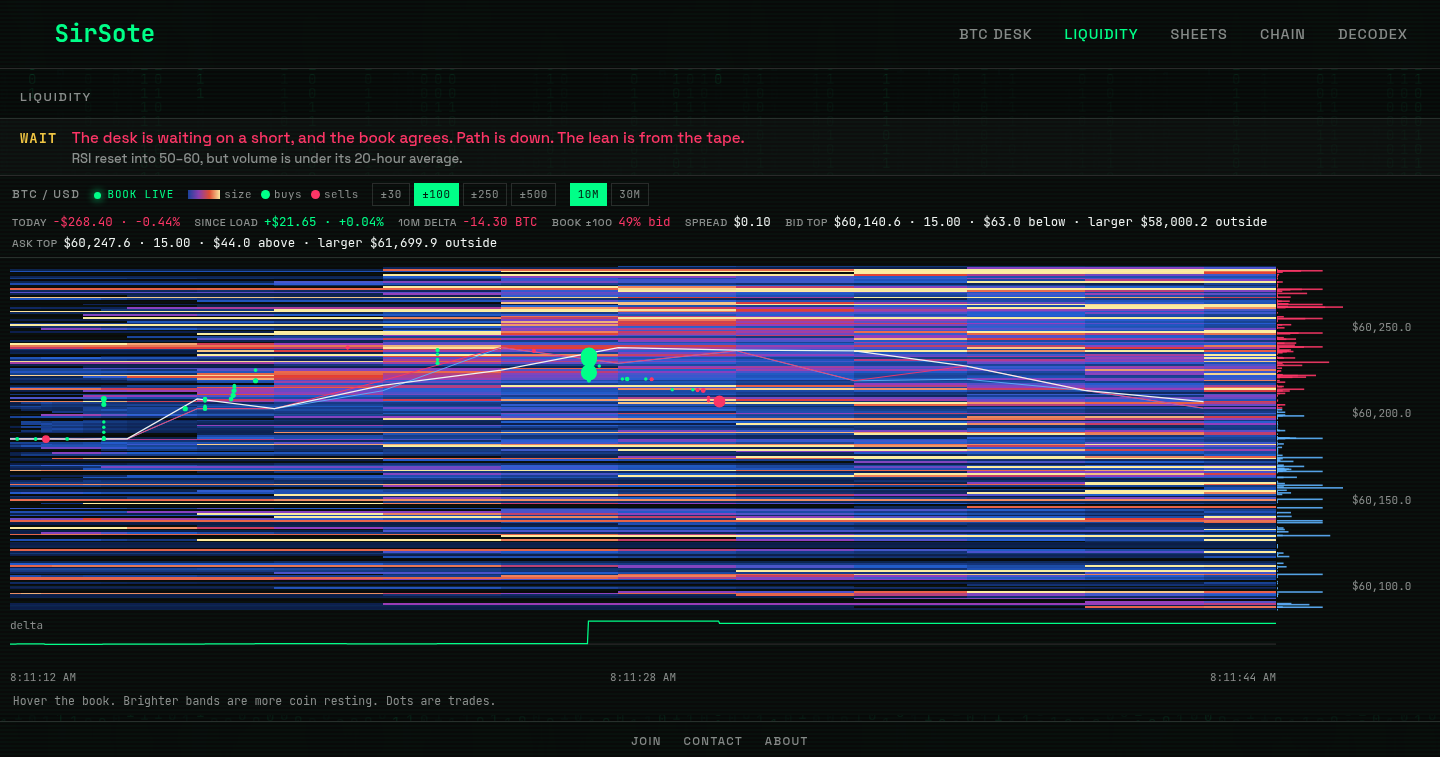 SirSote
BTC DESK LIQUIDITY SHEETS CHAIN DECODEX
LIQUIDITY
WAIT The desk is waiting on a short, and the book agrees. Path is down. The lean is from the tape.
RSI reset into 50–60, but volume is under its 20-hour average.
BTC / USD BOOK LIVE size buys sells ±30 ±100 ±250 ±500 10M 30M
TODAY -$268.40 · -0.44% SINCE LOAD +$21.65 · +0.04% 10M DELTA -14.30 BTC BOOK ±100 49% bid SPREAD $0.10 BID TOP $60,140.6 · 15.00 · $63.0 below · larger $58,000.2 outside
ASK TOP $60,247.6 · 15.00 · $44.0 above · larger $61,699.9 outside
$60,250.0
$60,200.0
$60,150.0
$60,100.0
delta
8:11:12 AM 8:11:28 AM 8:11:44 AM
Hover the book. Brighter bands are more coin resting. Dots are trades.
JOIN CONTACT ABOUT